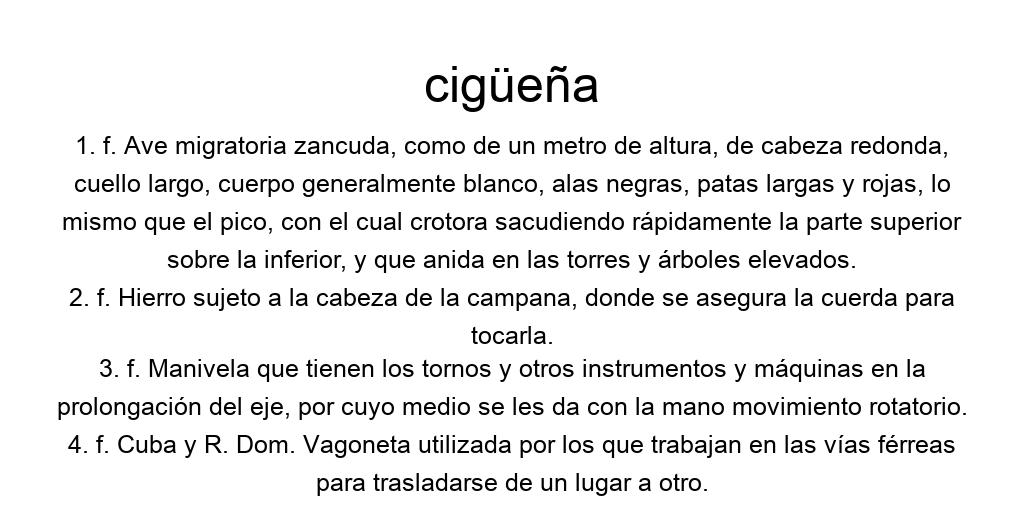 cigüeña
1. f. Ave migratoria zancuda, como de un metro de altura, de cabeza redonda,
cuello largo, cuerpo generalmente blanco, alas negras, patas largas y rojas, lo
mismo que el pico, con el cual crotora sacudiendo rápidamente la parte superior
sobre la inferior, y que anida en las torres y árboles elevados.
2. f. Hierro sujeto a la cabeza de la campana, donde se asegura la cuerda para
tocarla.
3. f. Manivela que tienen los tornos y otros instrumentos y máquinas en la
prolongación del eje, por cuyo medio se les da con la mano movimiento rotatorio.
4. f. Cuba y R. Dom. Vagoneta utilizada por los que trabajan en las vías férreas
para trasladarse de un lugar a otro.